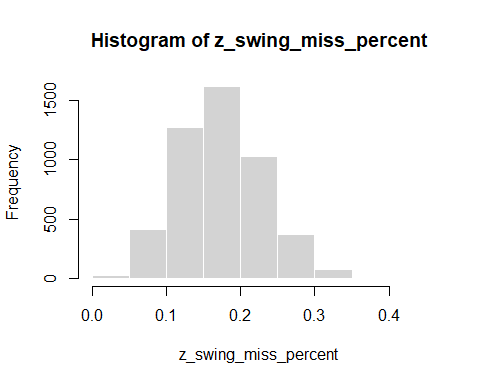 Histogram of z_swing_miss_percent
Frequency
1500
1000
500
0
0.0 0.1 0.2 0.3 0.4
z_swing_miss_percent